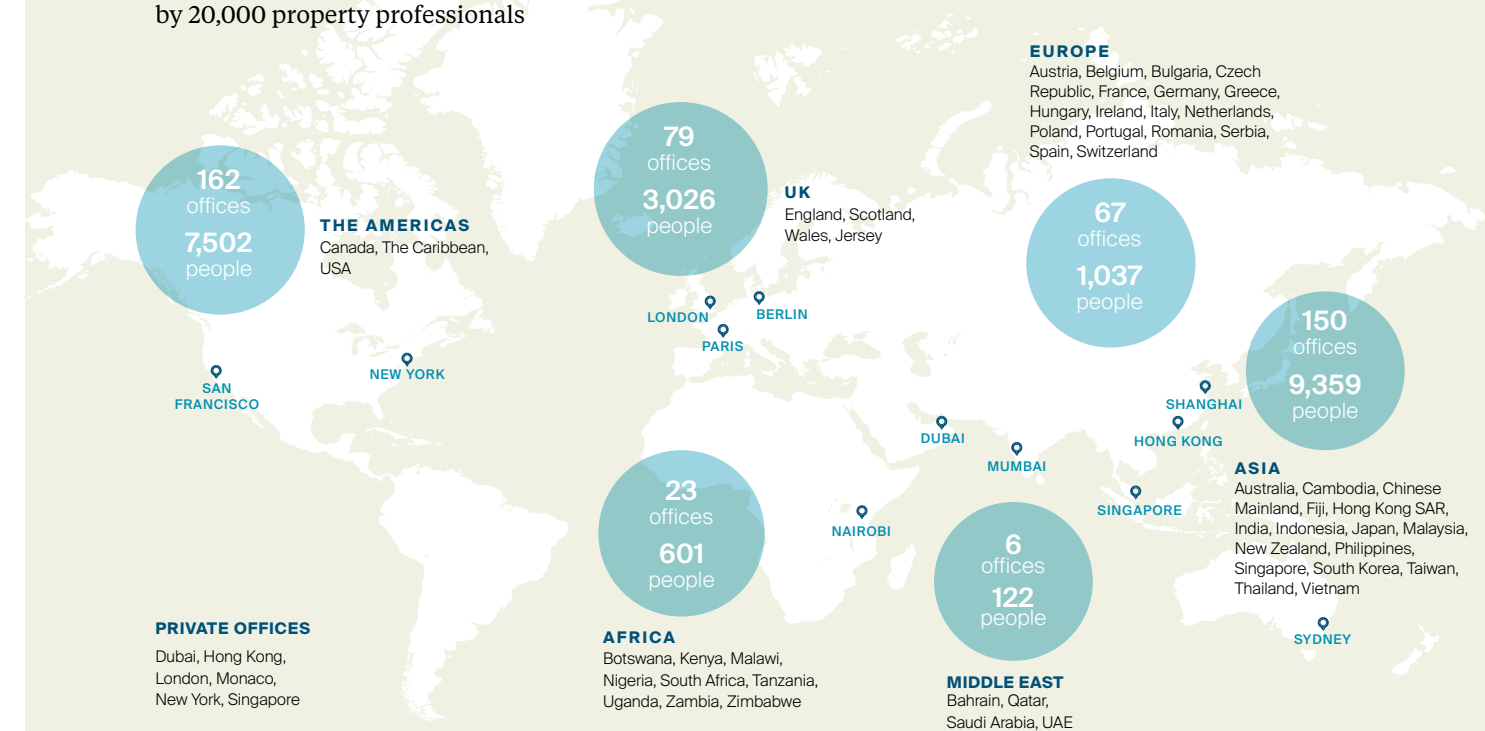 by 20,000 property professionals
162
offices
7,502
people
THE AMERICAS
Canada, The Caribbean,
USA
79
offices
3,026
people
UK
England, Scotland,
Wales, Jersey
EUROPE
Austria, Belgium, Bulgaria, Czech
Republic, France, Germany, Greece,
Hungary, Ireland, Italy, Netherlands,
Poland, Portugal, Romania, Serbia,
Spain, Switzerland
67
offices
1,037
people
LONDON
BERLIN
PARIS
SAN
FRANCISCO
NEW YORK
150
offices
9,359
people
SHANGHAI
HONG KONG
DUBAI
MUMBAI
SINGAPORE
NAIROBI
ASIA
Australia, Cambodia, Chinese
Mainland, Fiji, Hong Kong SAR,
India, Indonesia, Japan, Malaysia,
New Zealand, Philippines,
Singapore, South Korea, Taiwan,
Thailand, Vietnam
SYDNEY
23
offices
601
people
AFRICA
Botswana, Kenya, Malawi,
Nigeria, South Africa, Tanzania,
Uganda, Zambia, Zimbabwe
6
offices
122
people
MIDDLE EAST
Bahrain, Qatar,
Saudi Arabia, UAE
PRIVATE OFFICES
Dubai, Hong Kong,
London, Monaco,
New York, Singapore